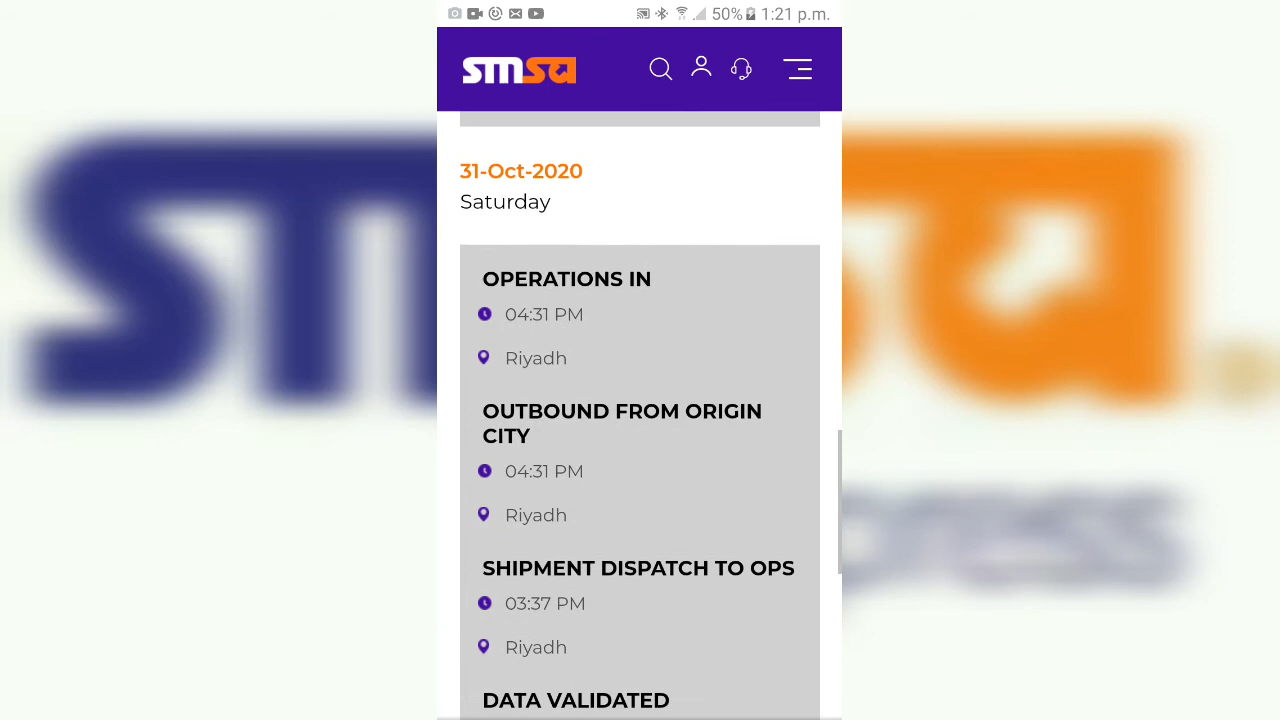 50% 1:21 p.m.
smsa
31-Oct-2020
Saturday
OPERATIONS IN
04:31 PM
Riyadh
OUTBOUND FROM ORIGIN
CITY
04:31 PM
Riyadh
SHIPMENT DISPATCH TO OPS
03:37 PM
Riyadh
DATA VALIDATED